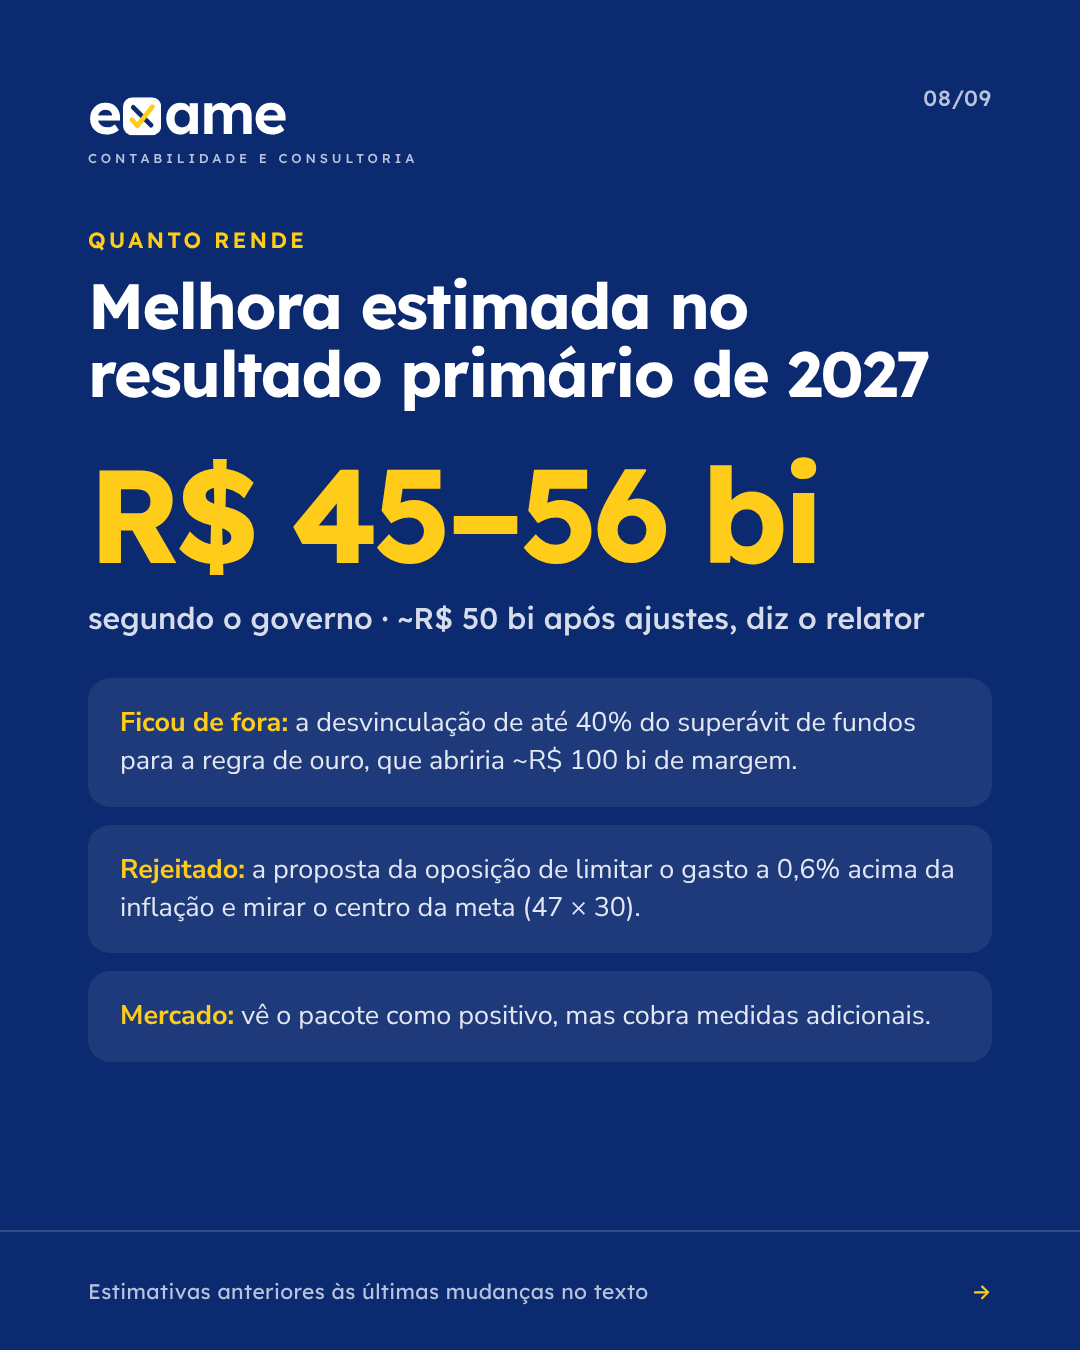 exame
08/09
CONTABILIDADE E CONSULTORIA
QUANTO RENDE
Melhora estimada no
resultado primário de 2027
R$ 45–56 bi
segundo o governo · ~R$ 50 bi após ajustes, diz o relator
Ficou de fora: a desvinculação de até 40% do superávit de fundos
para a regra de ouro, que abriria ~R$ 100 bi de margem.
Rejeitado: a proposta da oposição de limitar o gasto a 0,6% acima da
inflação e mirar o centro da meta (47 × 30).
Mercado: vê o pacote como positivo, mas cobra medidas adicionais.
Estimativas anteriores às últimas mudanças no texto →